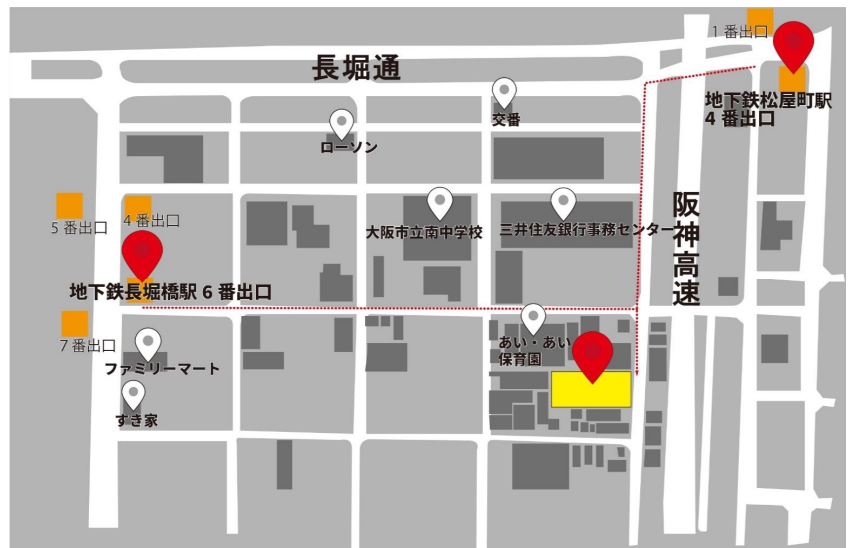 1番出口
長堀通
地下鉄松屋町駅
4番出口
交番
ローソン
阪神高速
4番出口
5番出口
大阪市立南中学校
三井住友銀行事務センター
地下鉄長堀橋駅6番出口
7番出口
あい・あい
保育園
ファミリーマート
すき家